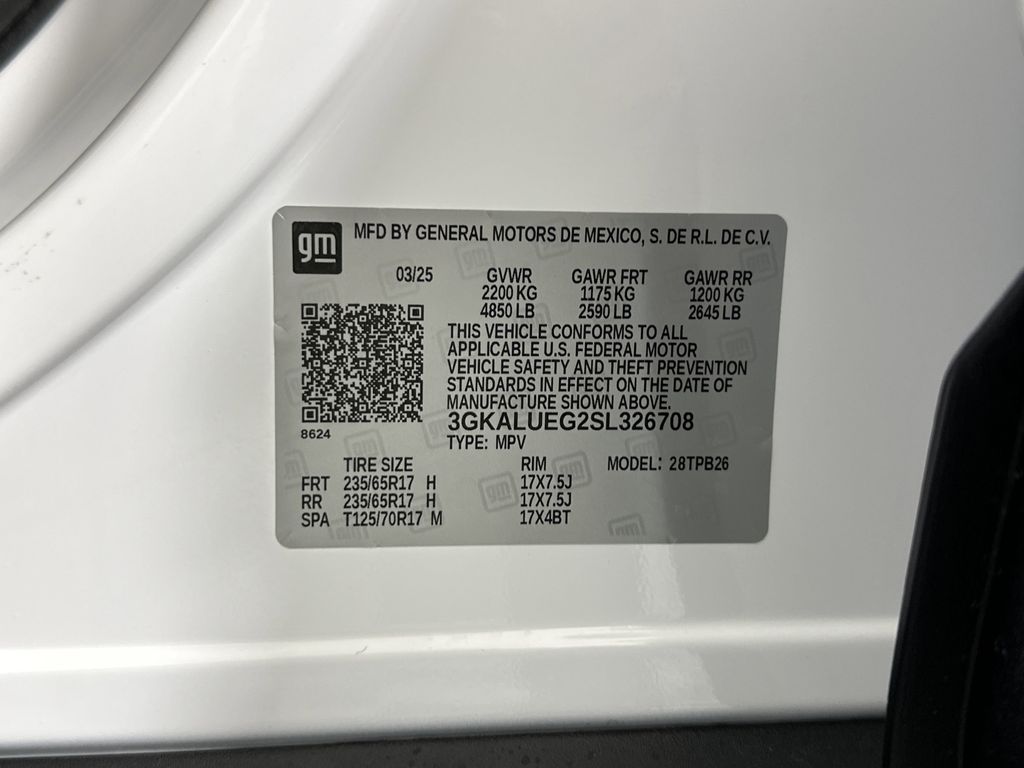 gm MFD BY GENERAL MOTORS DE MEXICO, S. DE R.L. DE C.V.
03/25 GVWR GAWR FRT GAWR RR
2200 KG 1175 KG 1200 KG
4850 LB 2590 LB 2645 LB
THIS VEHICLE CONFORMS TO ALL
APPLICABLE U.S. FEDERAL MOTOR
VEHICLE SAFETY AND THEFT PREVENTION
STANDARDS IN EFFECT ON THE DATE OF
MANUFACTURE SHOWN ABOVE.
3GKALUEG2SL326708
8624
TYPE: MPV
TIRE SIZE RIM MODEL: 28TPB26
FRT 235/65R17 H 17X7.5J
RR 235/65R17 H 17X7.5J
SPA T125/70R17 M 17X4BT